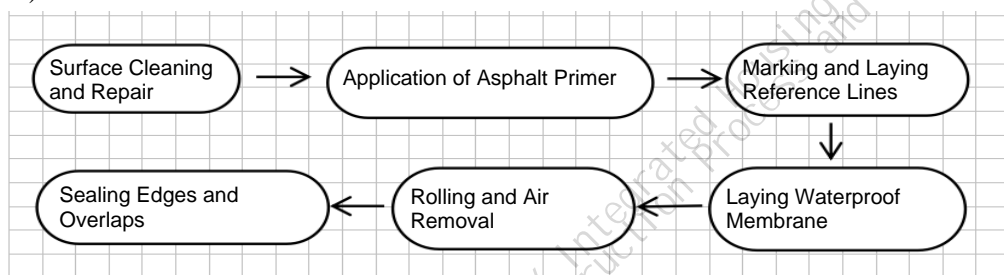 Surface Cleaning
and Repair
Application of Asphalt Primer
Marking and Laying
Reference Lines
Laying Waterproof
Membrane
Rolling and Air
Removal
Sealing Edges and
Overlaps